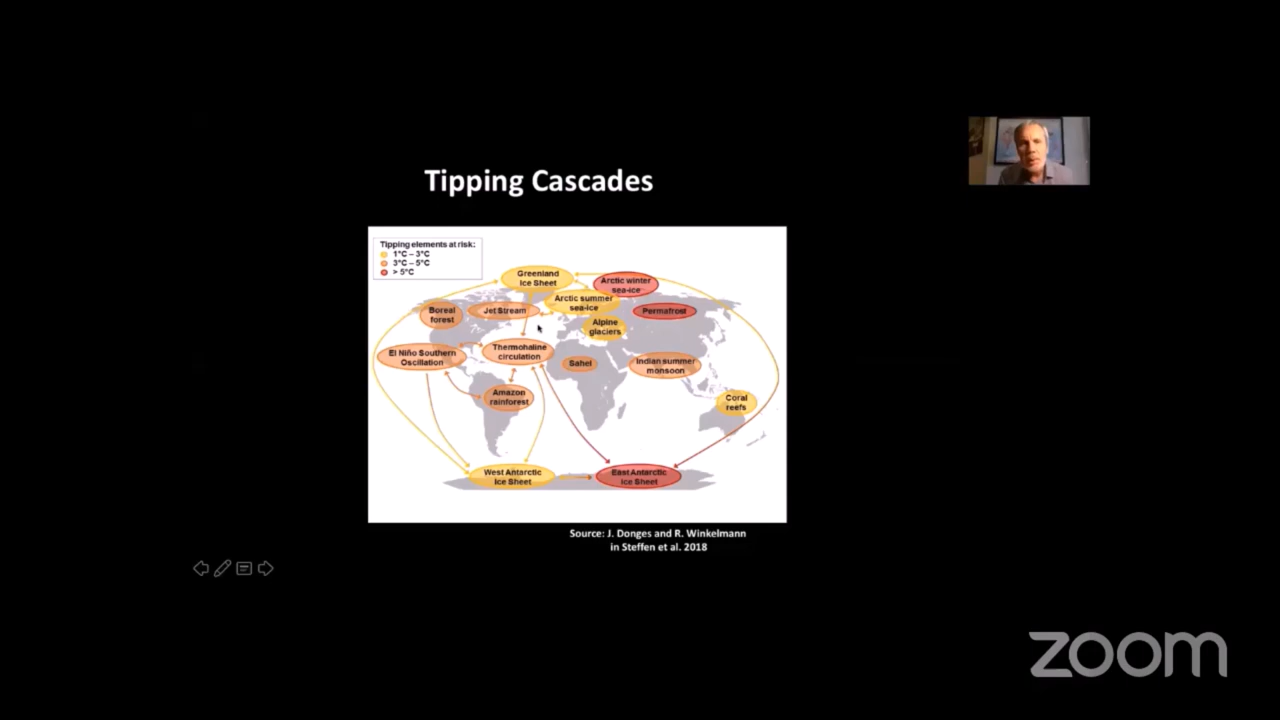 Tipping Cascades
Tipping elements at risk:
1°C – 3°C
3°C – 5°C
> 5°C
Greenland
Ice Sheet
Arctic winter
sea-ice
Arctic summer
sea-ice
Boreal
forest
Jet Stream
Permafrost
Alpine
glaciers
El Niño Southern
Oscillation
Thermohaline
circulation
Sahel
Indian summer
monsoon
Amazon
rainforest
Coral
reefs
West Antarctic
Ice Sheet
East Antarctic
Ice Sheet
Source: J. Donges and R. Winkelmann
in Steffen et al. 2018
zoom